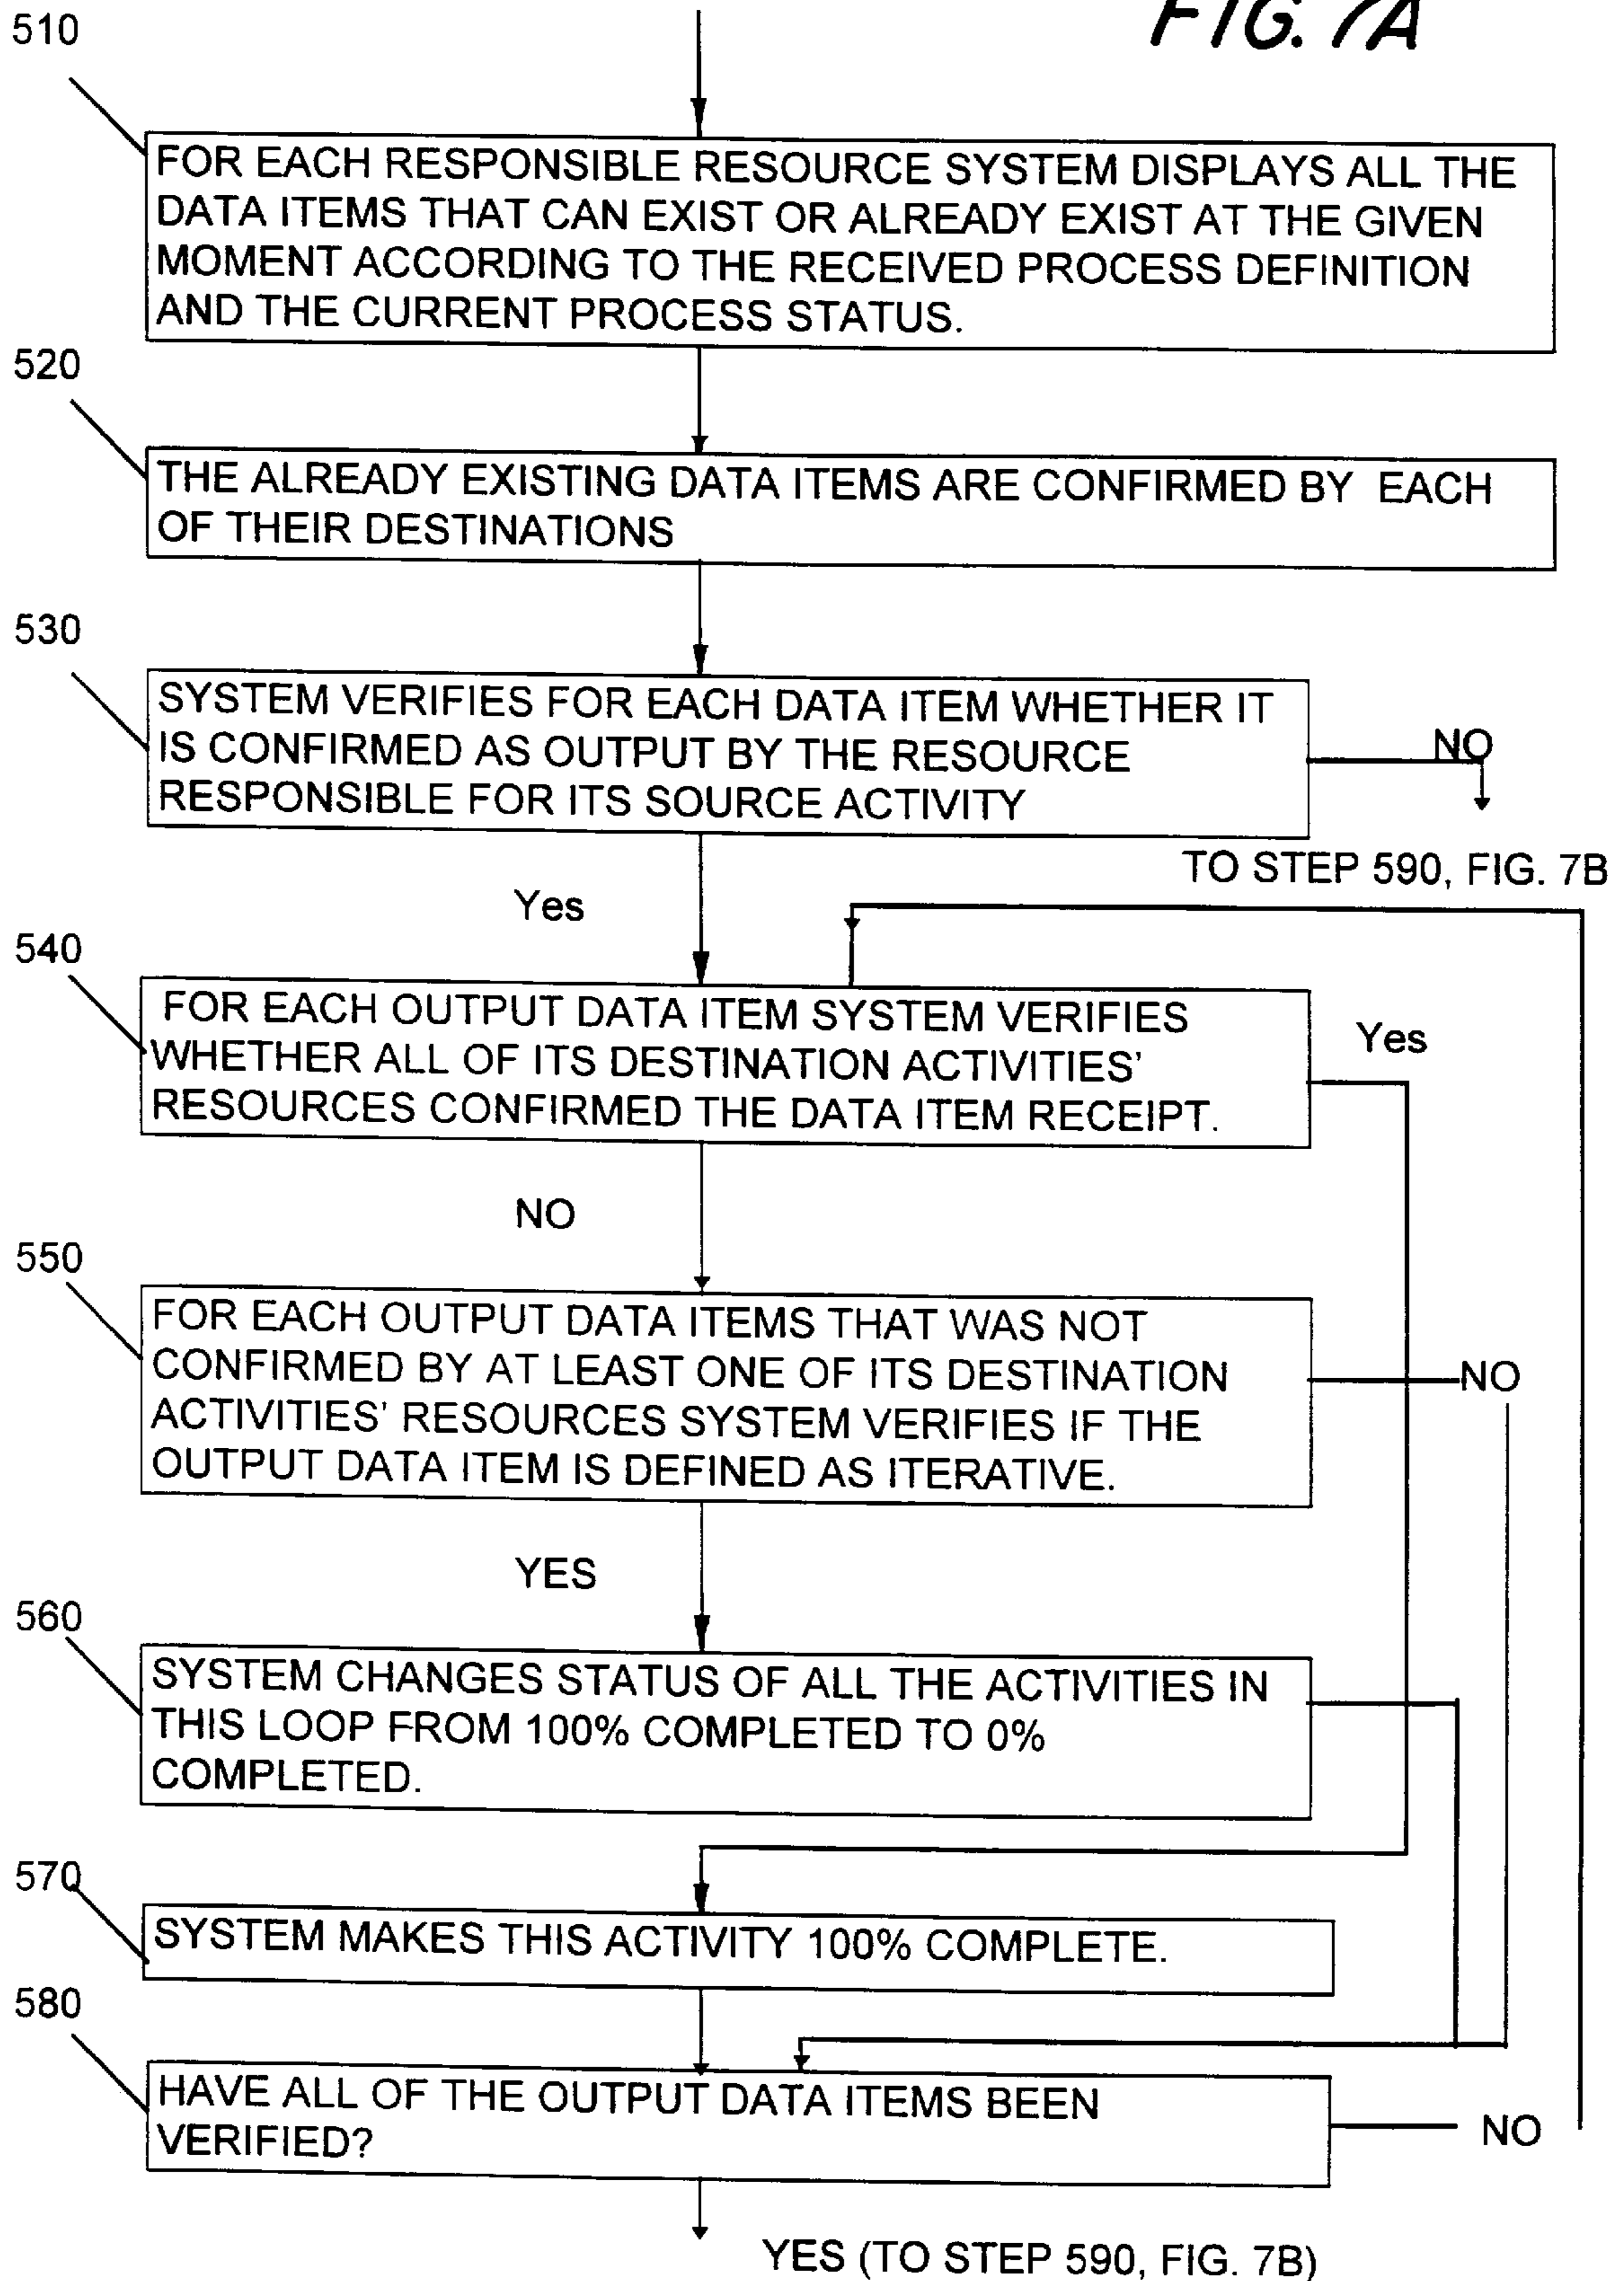 FIG. 7A
510
FOR EACH RESPONSIBLE RESOURCE SYSTEM DISPLAYS ALL THE
DATA ITEMS THAT CAN EXIST OR ALREADY EXIST AT THE GIVEN
MOMENT ACCORDING TO THE RECEIVED PROCESS DEFINITION
AND THE CURRENT PROCESS STATUS.
520
THE ALREADY EXISTING DATA ITEMS ARE CONFIRMED BY EACH
OF THEIR DESTINATIONS
530
SYSTEM VERIFIES FOR EACH DATA ITEM WHETHER IT
IS CONFIRMED AS OUTPUT BY THE RESOURCE
RESPONSIBLE FOR ITS SOURCE ACTIVITY
NO
TO STEP 590, FIG. 7B
Yes
540
FOR EACH OUTPUT DATA ITEM SYSTEM VERIFIES
WHETHER ALL OF ITS DESTINATION ACTIVITIES'
RESOURCES CONFIRMED THE DATA ITEM RECEIPT.
Yes
NO
550
FOR EACH OUTPUT DATA ITEMS THAT WAS NOT
CONFIRMED BY AT LEAST ONE OF ITS DESTINATION
ACTIVITIES' RESOURCES SYSTEM VERIFIES IF THE
OUTPUT DATA ITEM IS DEFINED AS ITERATIVE.
NO
YES
560
SYSTEM CHANGES STATUS OF ALL THE ACTIVITIES IN
THIS LOOP FROM 100% COMPLETED TO 0%
COMPLETED.
570
SYSTEM MAKES THIS ACTIVITY 100% COMPLETE.
580
HAVE ALL OF THE OUTPUT DATA ITEMS BEEN
VERIFIED?
NO
YES (TO STEP 590, FIG. 7B)